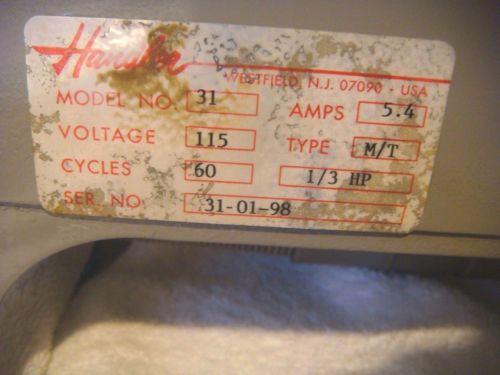 Handler
WESTFIELD, N.J. 07090 - USA
MODEL NO. 31 AMPS 5.4
VOLTAGE 115 TYPE M/T
CYCLES 60 1/3 HP
SER. NO. 31-01-98